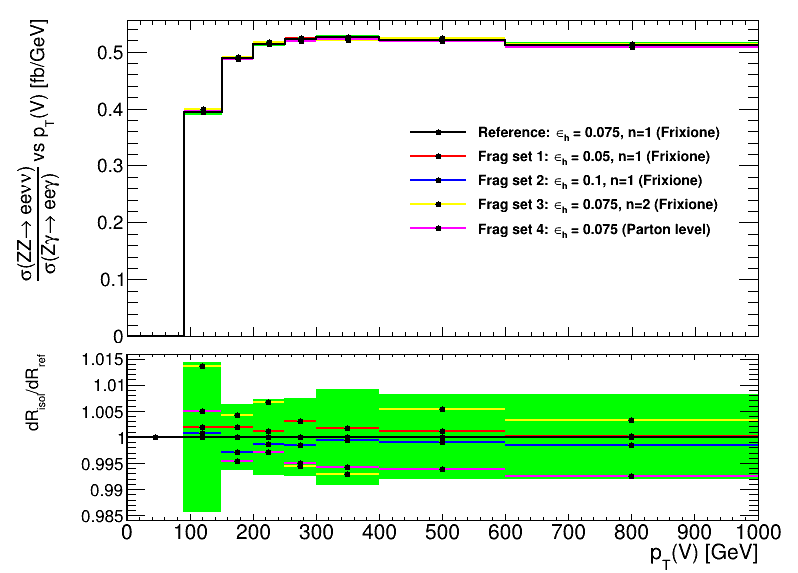 σ(ZZ→ eeνν)
σ(Zγ→ eeγ)
vs p_T(V) [fb/GeV]
0.5
0.4
0.3
0.2
0.1
0
Reference: ϵ_h = 0.075, n=1 (Frixione)
Frag set 1: ϵ_h = 0.05, n=1 (Frixione)
Frag set 2: ϵ_h = 0.1, n=1 (Frixione)
Frag set 3: ϵ_h = 0.075, n=2 (Frixione)
Frag set 4: ϵ_h = 0.075 (Parton level)
dR_iso/dR_ref
1.015
1.01
1.005
1
0.995
0.99
0.985
0 100 200 300 400 500 600 700 800 900 1000
p_T(V) [GeV]